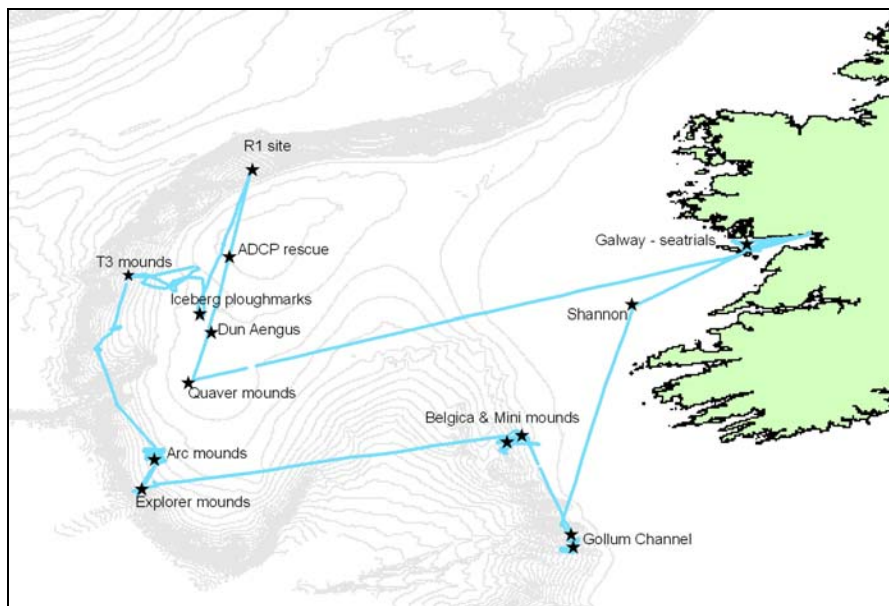 R1 site
Galway - seatrials
ADCP rescue
T3 mounds
Iceberg ploughmarks
Shannon
Dun Aengus
Quaver mounds
Belgica & Mini mounds
Arc mounds
Explorer mounds
Gollum Channel